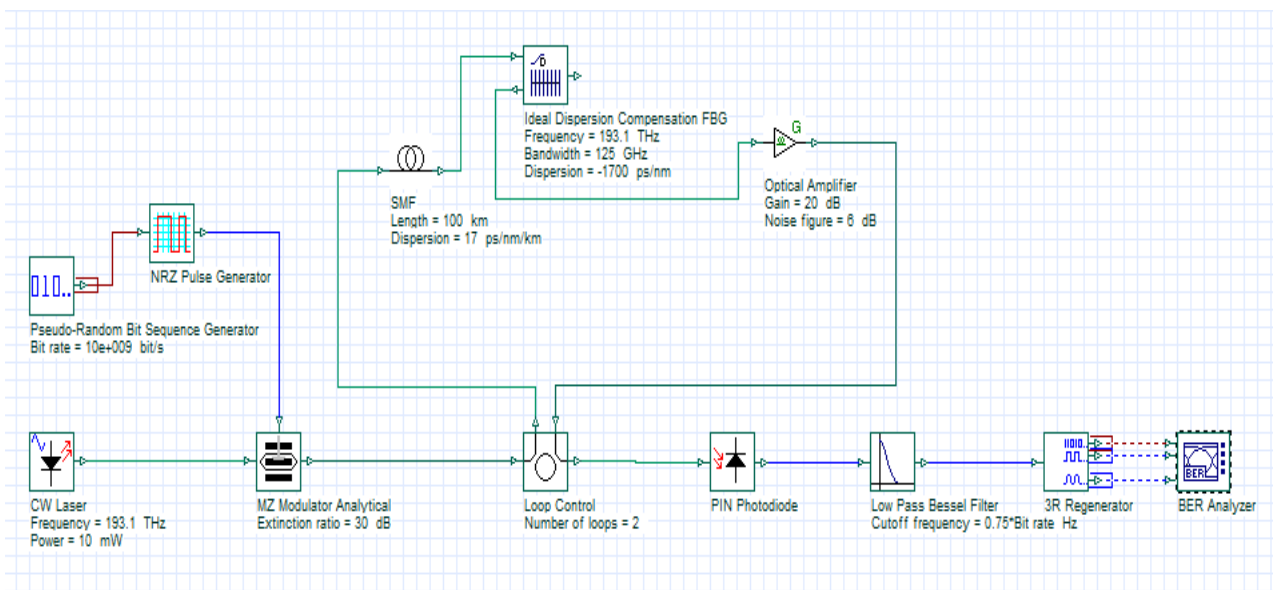 D
Ideal Dispersion Compensation FBG
Frequency = 193.1 THz
Bandwidth = 125 GHz
Dispersion = -1700 ps/nm
G
Optical Amplifier
Gain = 20 dB
Noise figure = 6 dB
SMF
Length = 100 km
Dispersion = 17 ps/nm/km
NRZ Pulse Generator
010..
Pseudo-Random Bit Sequence Generator
Bit rate = 10e+009 bit/s
CW Laser
Frequency = 193.1 THz
Power = 10 mW
MZ Modulator Analytical
Extinction ratio = 30 dB
Loop Control
Number of loops = 2
PIN Photodiode
Low Pass Bessel Filter
Cutoff frequency = 0.75*Bit rate Hz
3R Regenerator
BER
BER Analyzer